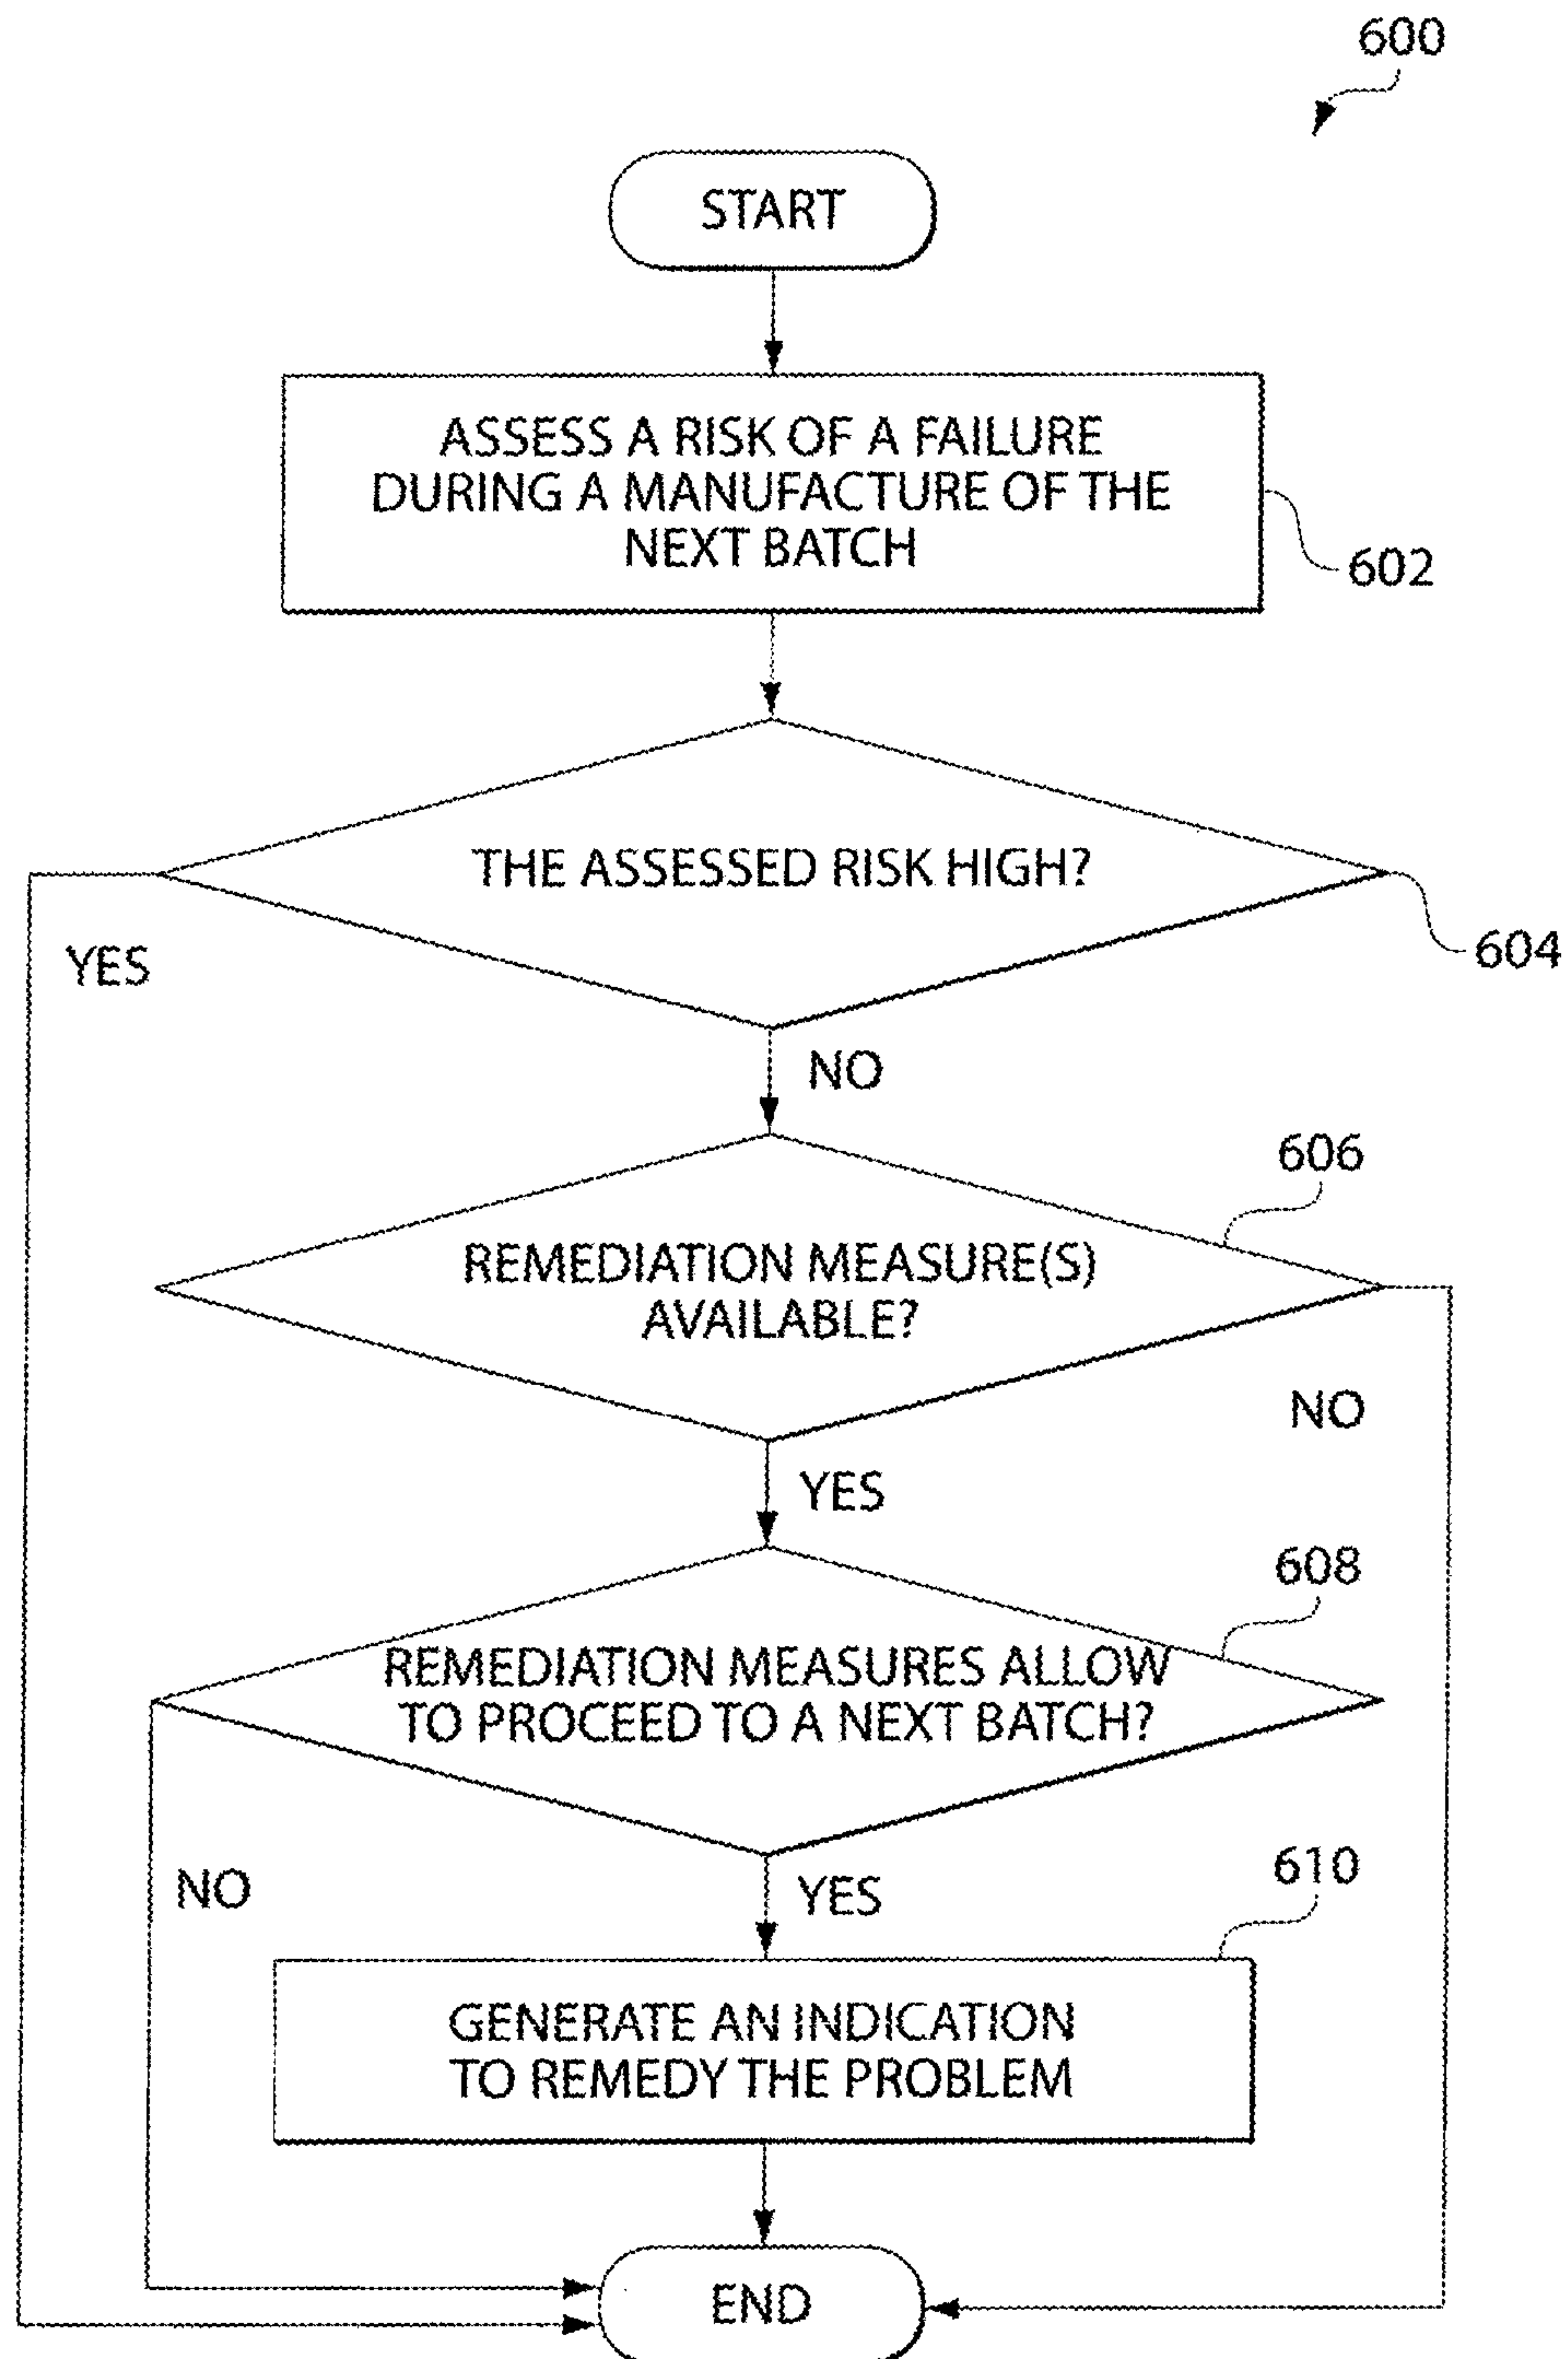 600
START
ASSESS A RISK OF A FAILURE
DURING A MANUFACTURE OF THE
NEXT BATCH
602
THE ASSESSED RISK HIGH?
604
YES
NO
606
REMEDIATION MEASURE(S)
AVAILABLE?
NO
YES
608
REMEDIATION MEASURES ALLOW
TO PROCEED TO A NEXT BATCH?
NO
YES
610
GENERATE AN INDICATION
TO REMEDY THE PROBLEM
END